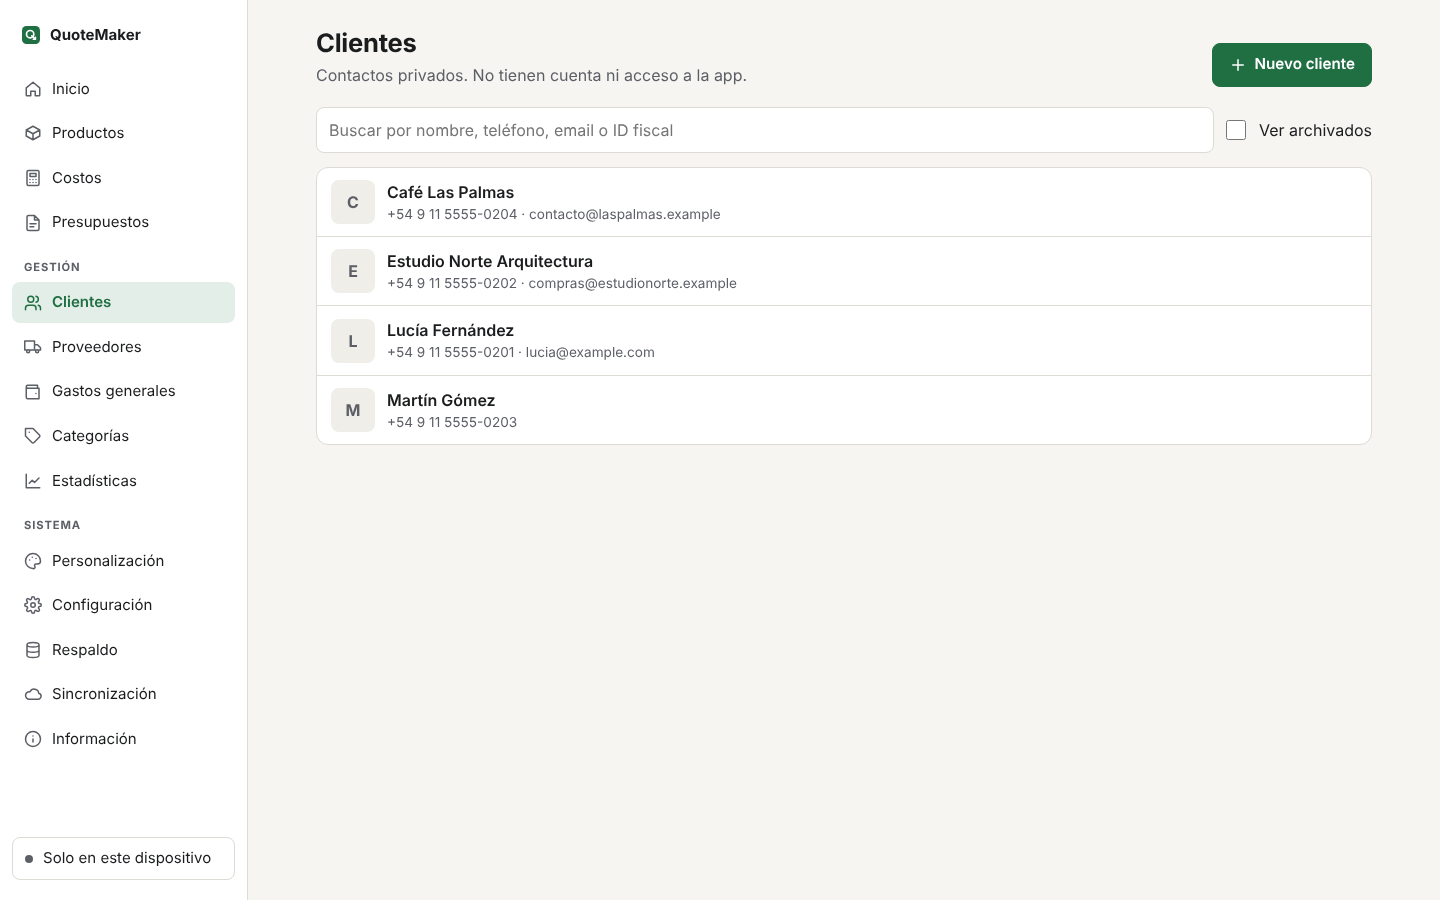 QuoteMaker
Inicio
Productos
Costos
Presupuestos
GESTIÓN
Clientes
Proveedores
Gastos generales
Categorías
Estadísticas
SISTEMA
Personalización
Configuración
Respaldo
Sincronización
Información
Solo en este dispositivo
Clientes
Contactos privados. No tienen cuenta ni acceso a la app.
Nuevo cliente
Buscar por nombre, teléfono, email o ID fiscal
Ver archivados
C
Café Las Palmas
+54 9 11 5555-0204 · contacto@laspalmas.example
E
Estudio Norte Arquitectura
+54 9 11 5555-0202 · compras@estudionorte.example
L
Lucía Fernández
+54 9 11 5555-0201 · lucia@example.com
M
Martín Gómez
+54 9 11 5555-0203